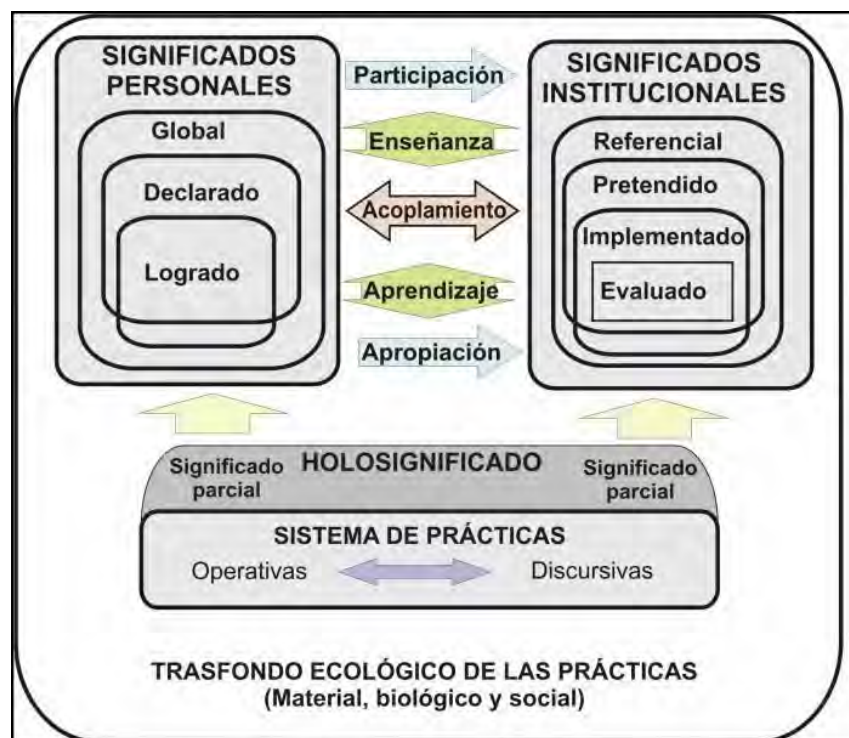 SIGNIFICADOS
PERSONALES
Global
Declarado
Logrado
Participación
Enseñanza
Acoplamiento
Aprendizaje
Apropiación
SIGNIFICADOS
INSTITUCIONALES
Referencial
Pretendido
Implementado
Evaluado
HOLOSIGNIFICADO
Significado
parcial
Significado
parcial
SISTEMA DE PRÁCTICAS
Operativas
Discursivas
TRASFONDO ECOLÓGICO DE LAS PRÁCTICAS
(Material, biológico y social)